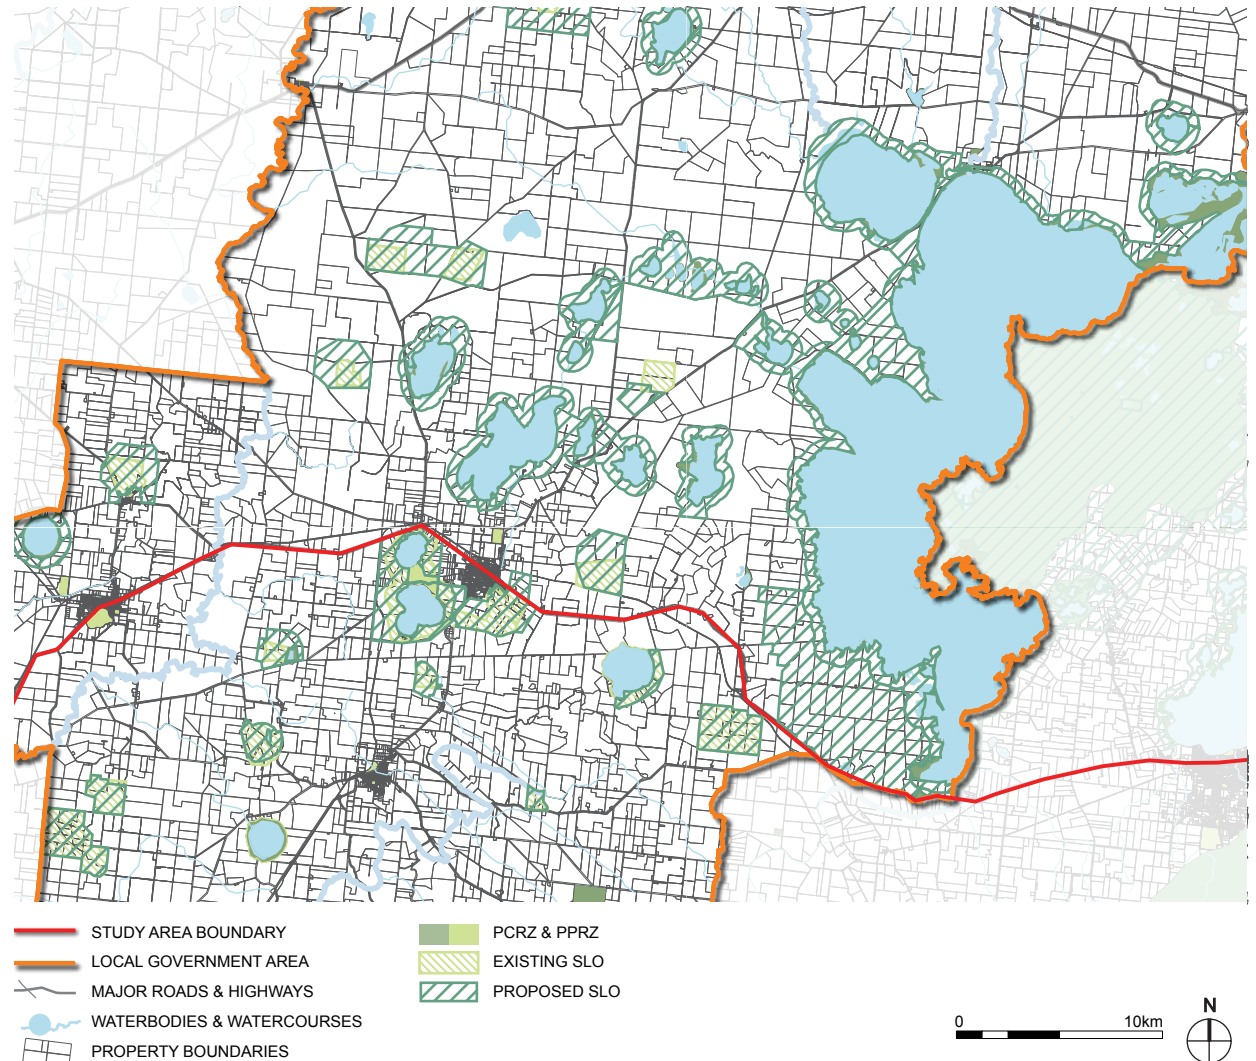 STUDY AREA BOUNDARY
LOCAL GOVERNMENT AREA
MAJOR ROADS & HIGHWAYS
WATERBODIES & WATERCOURSES
PROPERTY BOUNDARIES
PCRZ & PPRZ
EXISTING SLO
PROPOSED SLO
0 10km
N